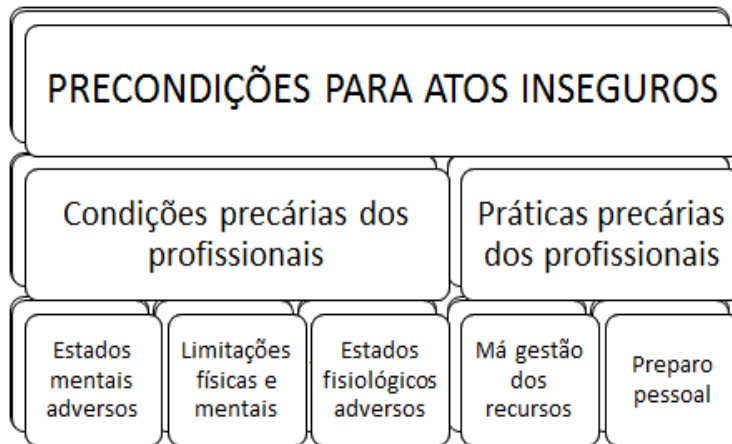 PRECONDIÇÕES PARA ATOS INSEGUROS
Condições precárias dos
profissionais
Práticas precárias
dos profissionais
Estados
mentais
adversos
Limitações
físicas e
mentais
Estados
fisiológicos
adversos
Má gestão
dos
recursos
Preparo
pessoal